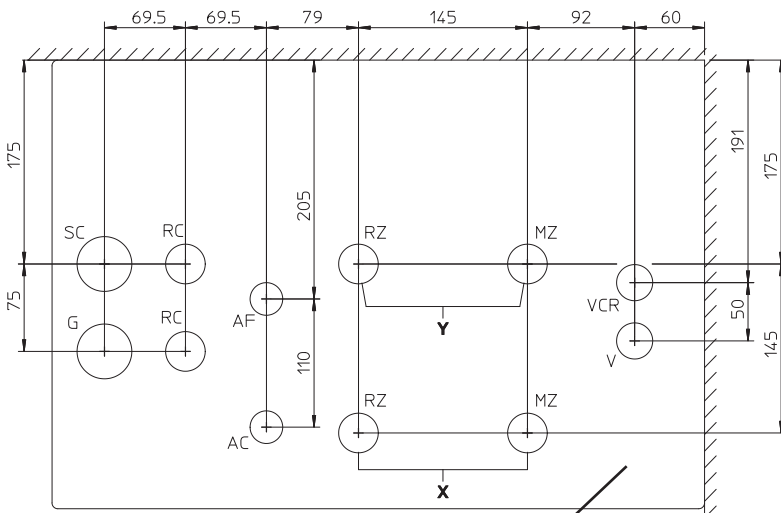 69.5 69.5 79 145 92 60
175
205
191
175
SC RC RZ MZ
VCR
75
G RC AF
Y
50
V
110
145
RZ MZ
AC
X